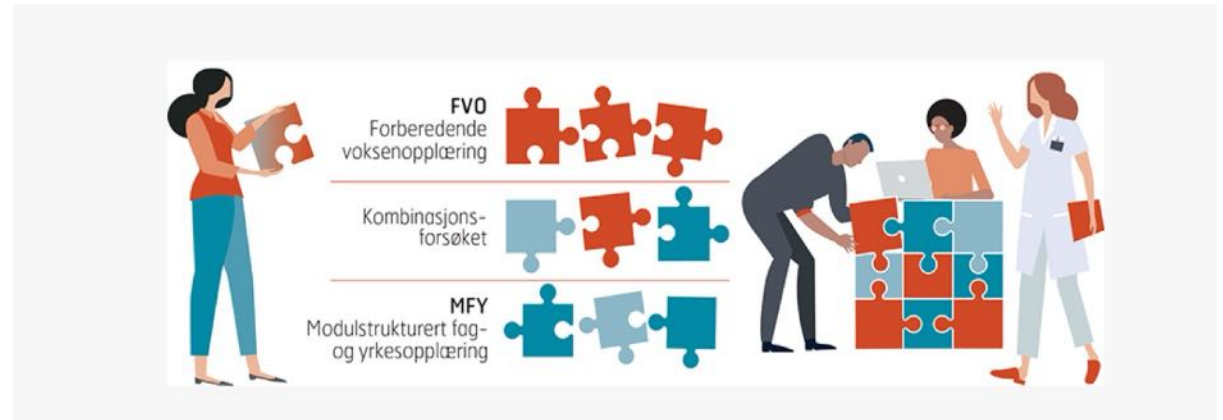 FVO
Forberedende
voksenopplæring
Kombinasjons-
forsøket
MFY
Modulstrukturert fag-
og yrkesopplæring